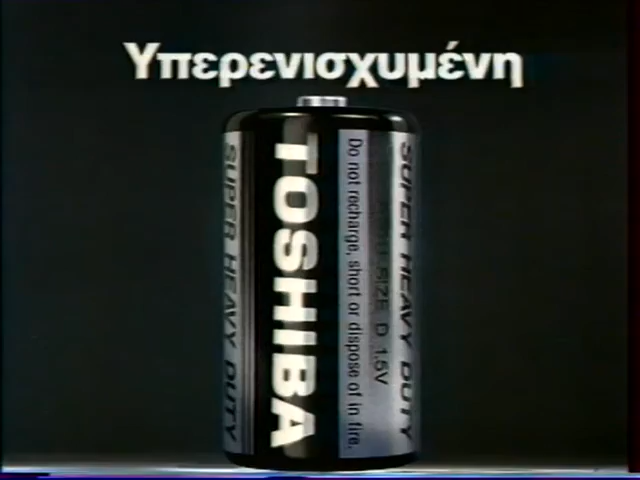 Υπερενισχυμένη
SUPER HEAVY DUTY
TOSHIBA
Do not recharge, short or dispose of in fire.
SIZE D 1.5V
SUPER HEAVY DUTY